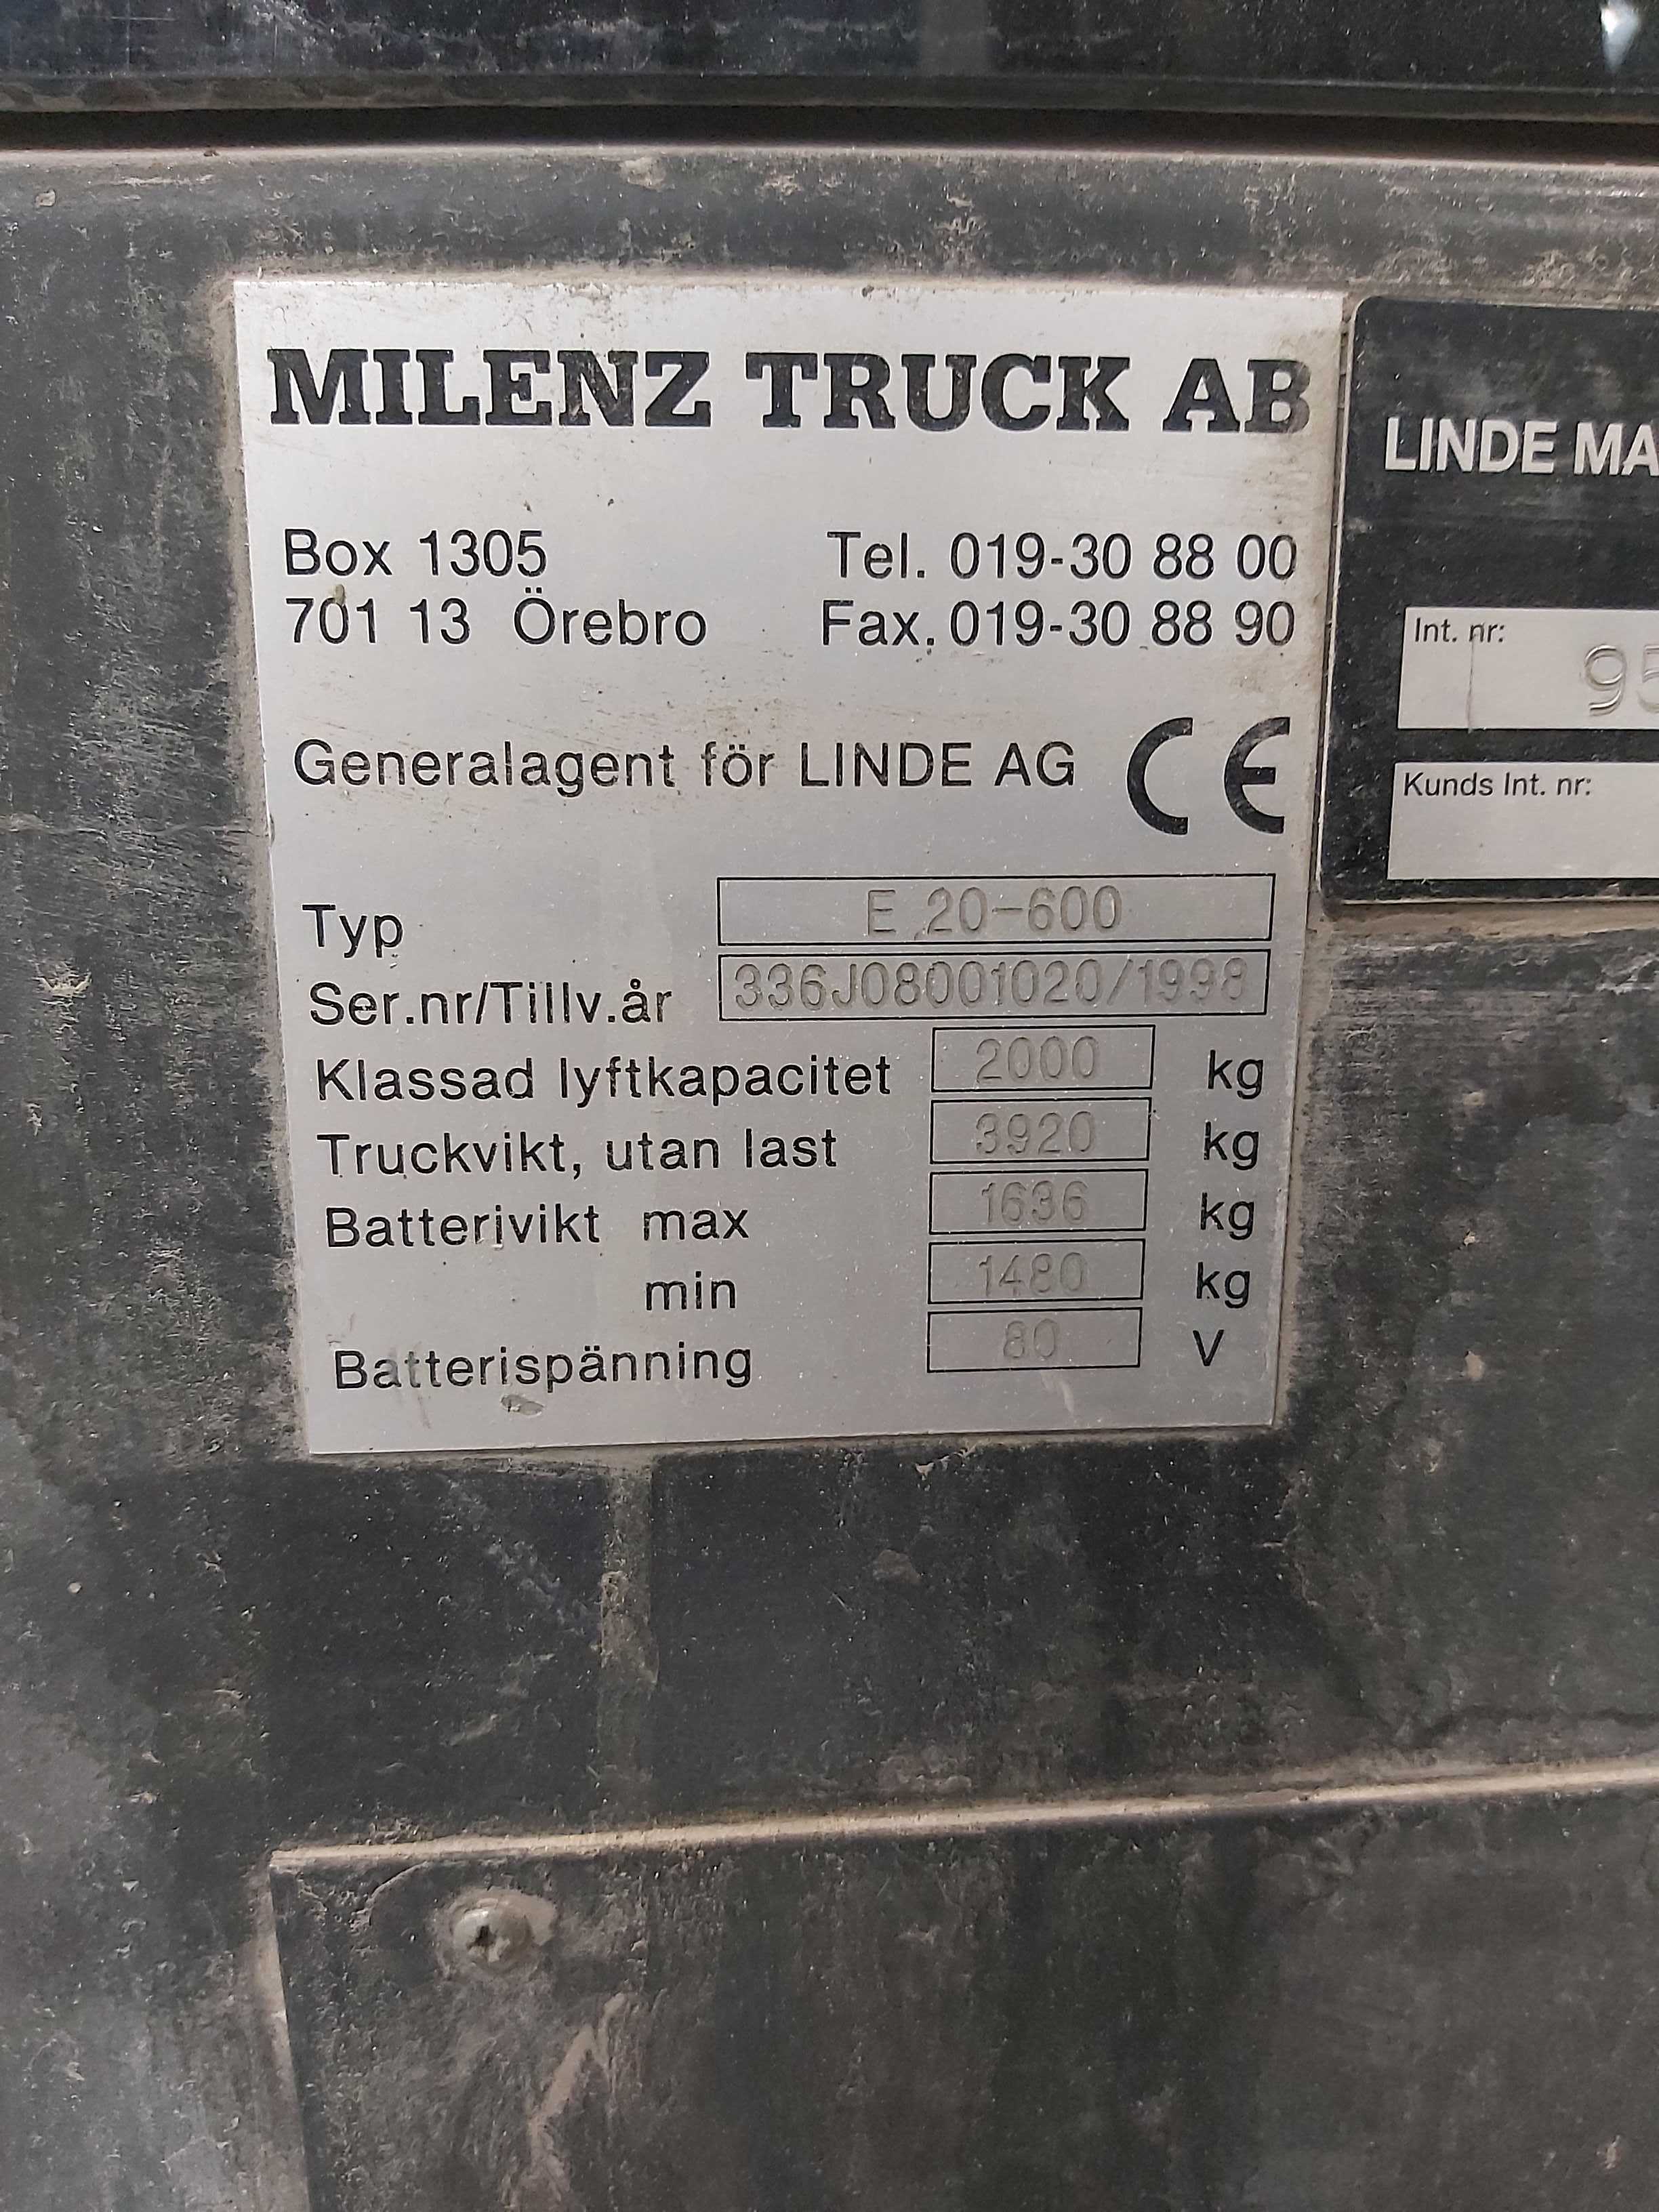 MILENZ TRUCK AB
Box 1305 Tel. 019-30 88 00
701 13 Örebro Fax. 019-30 88 90
Generalagent för LINDE AG CE
Typ E 20-600
Ser.nr/Tillv.år 336J08001020/1998
Klassad lyftkapacitet 2000 kg
Truckvikt, utan last 3920 kg
Batterivikt max 1636 kg
min 1480 kg
Batterispänning 80 V
LINDE MA
Int. nr: 95
Kunds Int. nr: